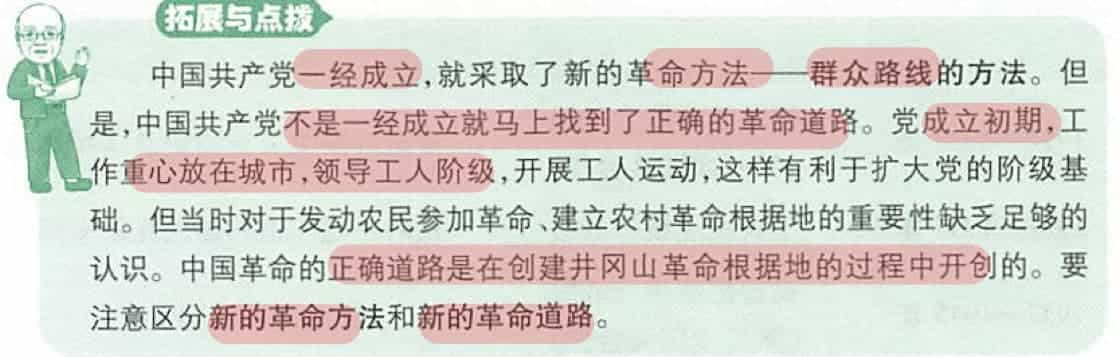 拓展与点拨
中国共产党一经成立,就采取了新的革命方法——群众路线的方法。但
是,中国共产党不是一经成立就马上找到了正确的革命道路。党成立初期,工
作重心放在城市,领导工人阶级,开展工人运动,这样有利于扩大党的阶级基
础。但当时对于发动农民参加革命、建立农村革命根据地的重要性缺乏足够的
认识。中国革命的正确道路是在创建井冈山革命根据地的过程中开创的。要
注意区分新的革命方法和新的革命道路。